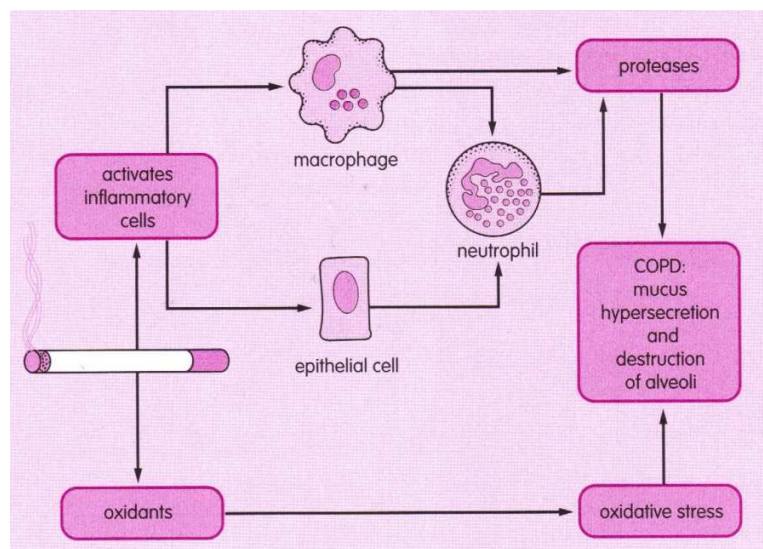 proteases
macrophage
activates
inflammatory
cells
neutrophil
COPD:
mucus
hypersecretion
and
destruction
of alveoli
epithelial cell
oxidants
oxidative stress